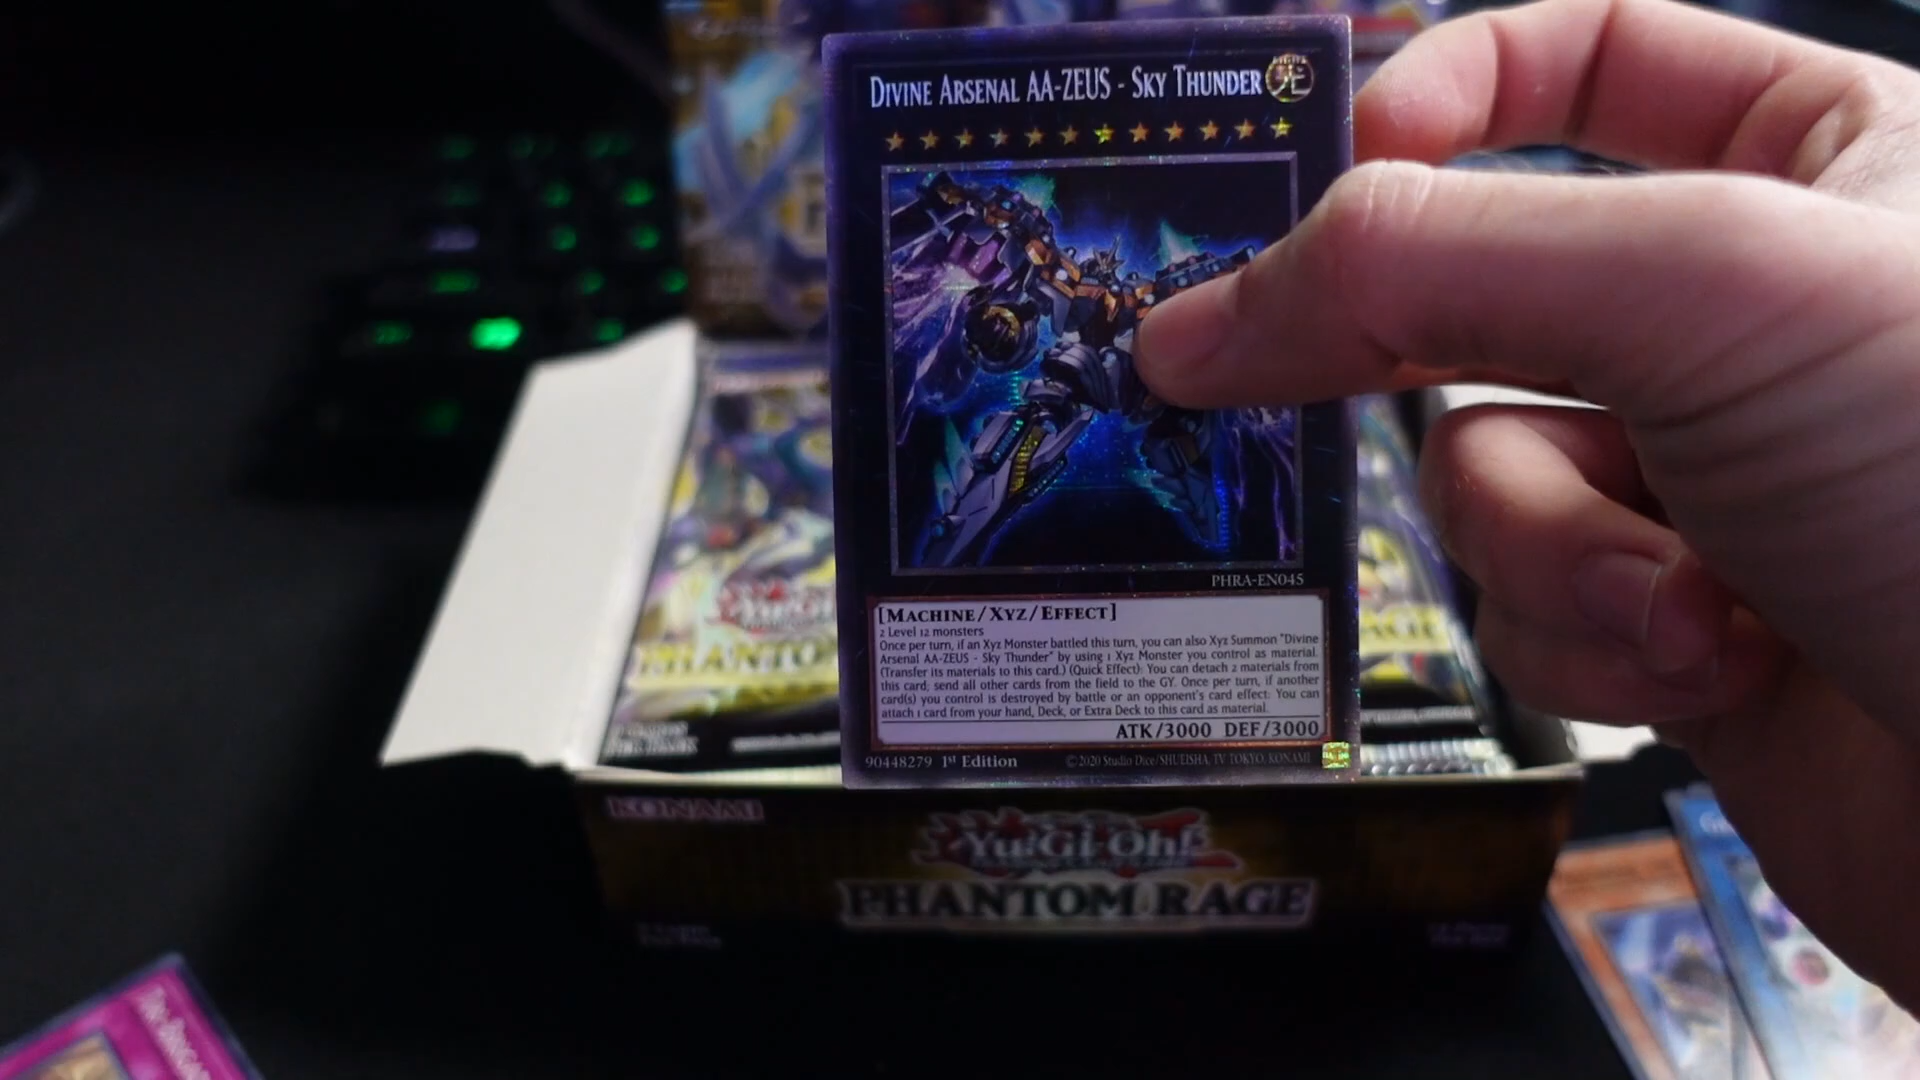 DIVINE ARSENAL AA-ZEUS - SKY THUNDER
光
PHRA-EN045
[MACHINE/XYZ/EFFECT]
2 Level 12 monsters
Once per turn, if an Xyz Monster battled this turn, you can also Xyz Summon "Divine
Arsenal AA-ZEUS - Sky Thunder" by using 1 Xyz Monster you control as material.
(Transfer its materials to this card.) (Quick Effect): You can detach 2 materials from
this card; send all other cards from the field to the GY. Once per turn, if another
card(s) you control is destroyed by battle or an opponent's card effect: You can
attach 1 card from your hand, Deck, or Extra Deck to this card as material.
ATK/3000 DEF/3000
90448279 1st Edition ©2020 Studio Dice/SHUEISHA, TV TOKYO, KONAMI
PHANTO
KONAMI
Yu-Gi-Oh!
PHANTOM RAGE